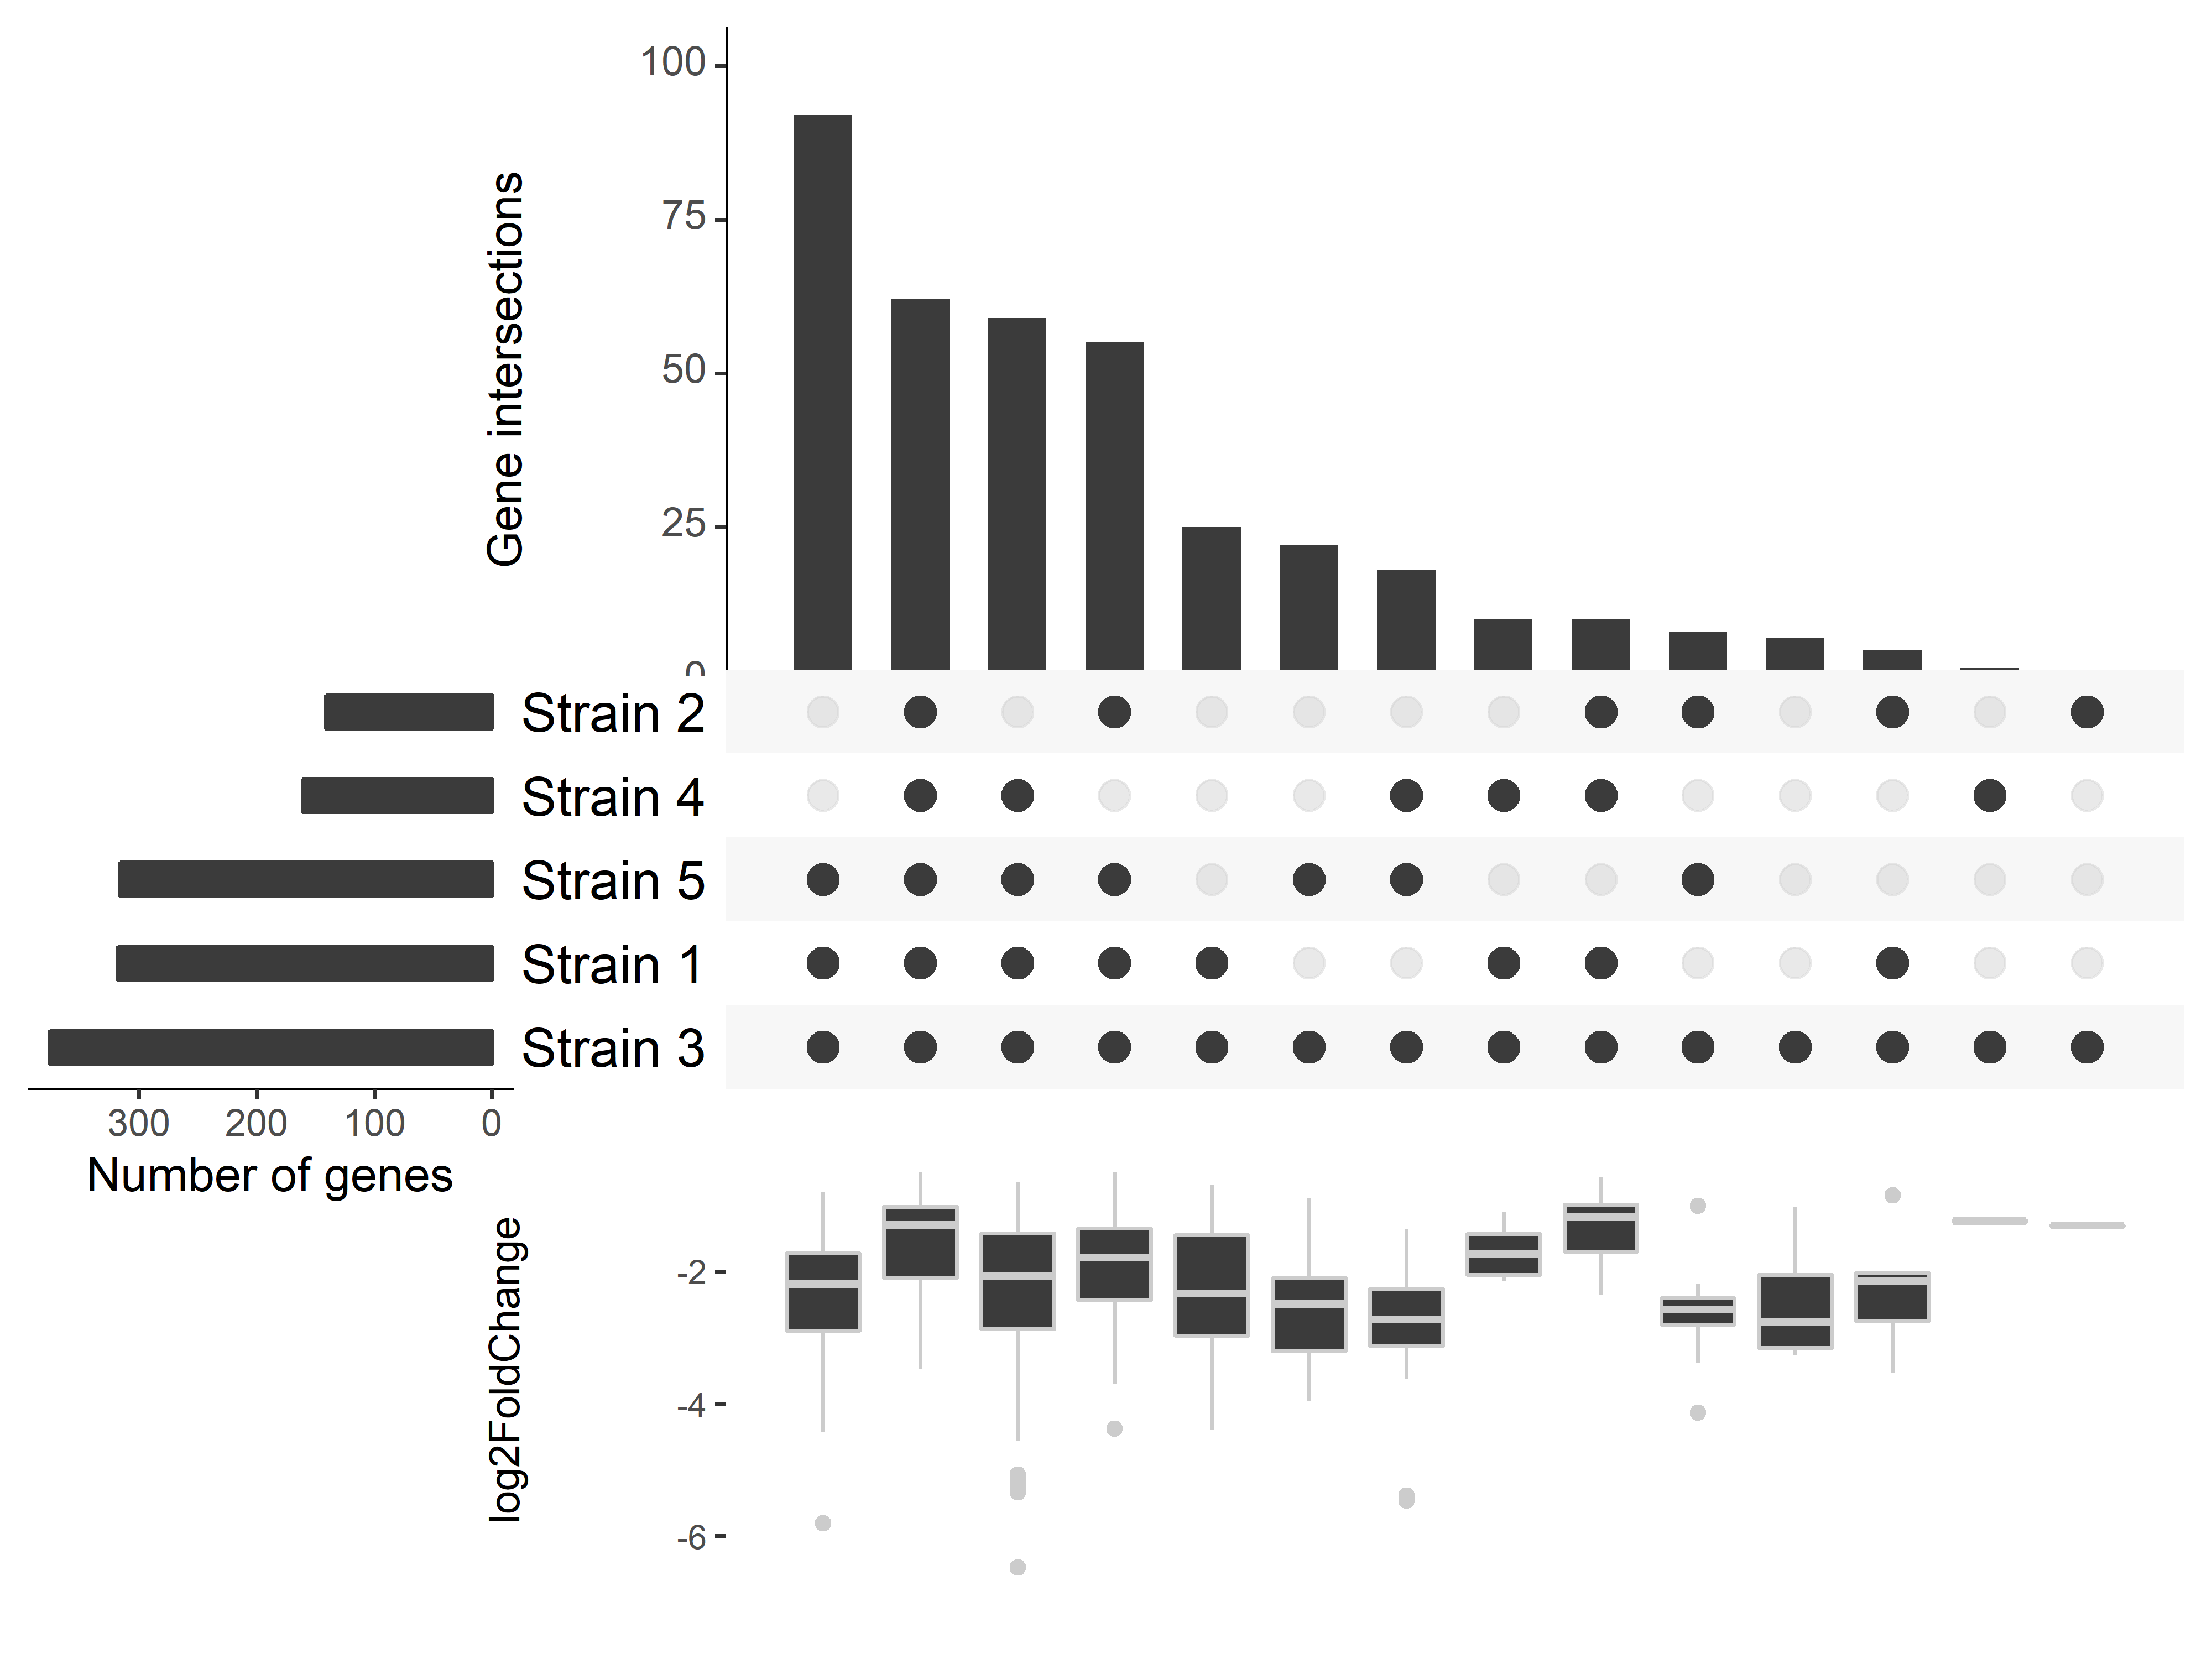 100
75
50
25
0
Gene intersections
Strain 2
Strain 4
Strain 5
Strain 1
Strain 3
300 200 100 0
Number of genes
log2FoldChange
-2
-4
-6